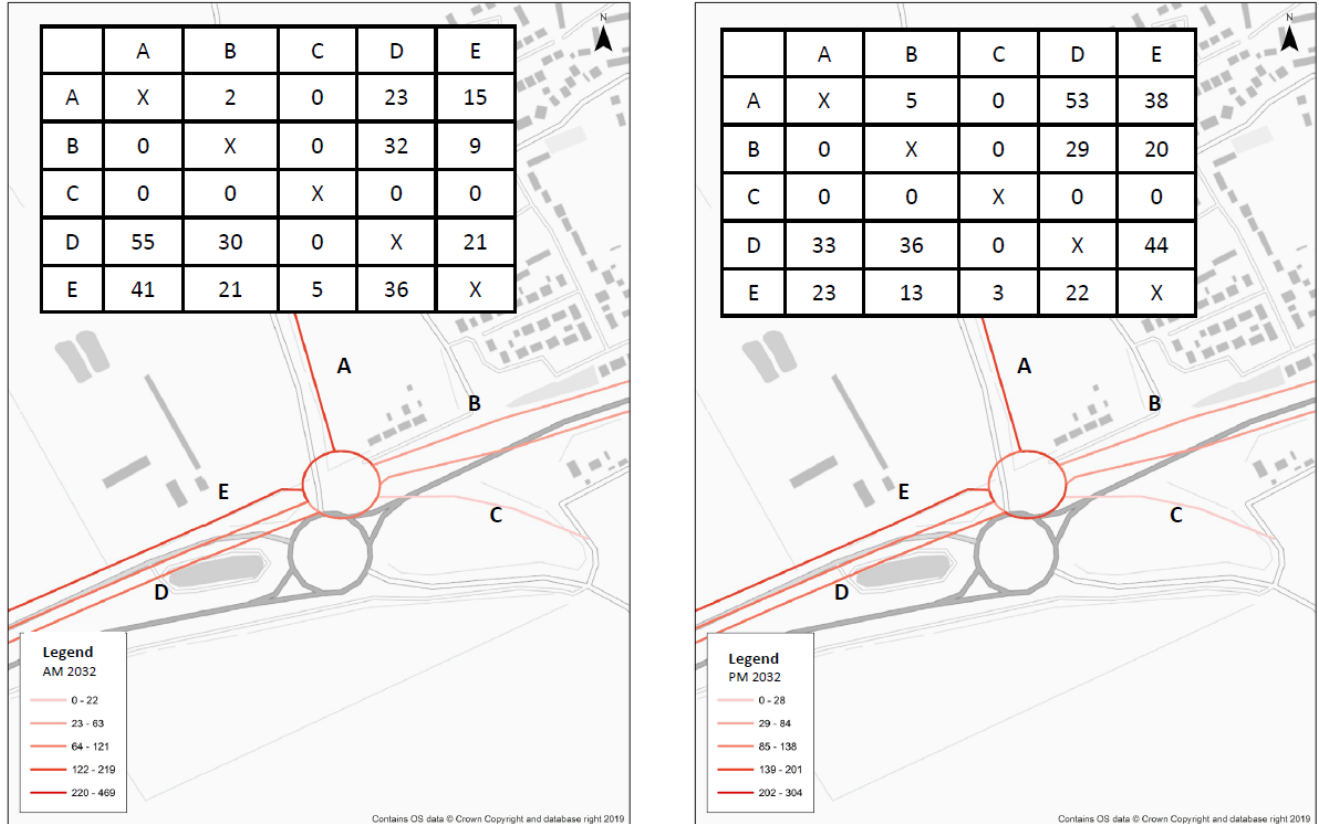 N
A B C D E
A X 2 0 23 15
B 0 X 0 32 9
C 0 0 X 0 0
D 55 30 0 X 21
E 41 21 5 36 X
A
B
E
C
D
Legend
AM 2032
0 - 22
23 - 63
64 - 121
122 - 219
220 - 469
Contains OS data © Crown Copyright and database right 2019
N
A B C D E
A X 5 0 53 38
B 0 X 0 29 20
C 0 0 X 0 0
D 33 36 0 X 44
E 23 13 3 22 X
A
B
E
C
D
Legend
PM 2032
0 - 28
29 - 84
85 - 138
139 - 201
202 - 304
Contains OS data © Crown Copyright and database right 2019